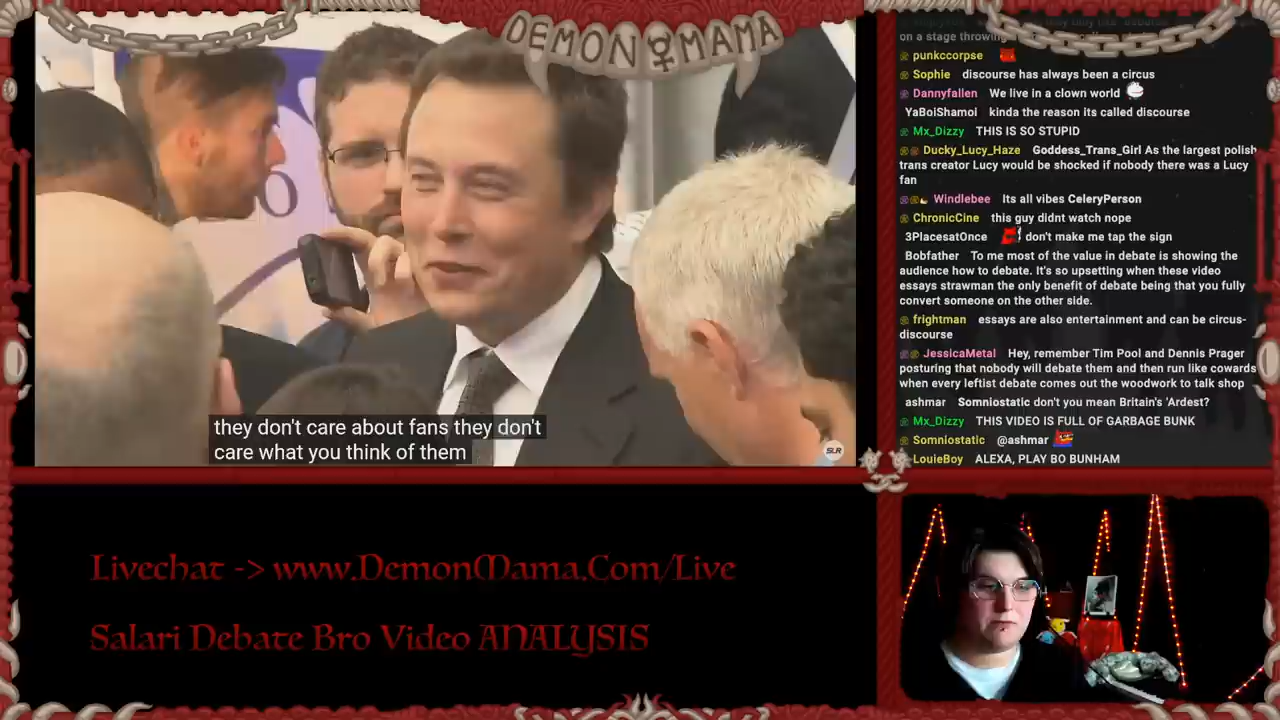 DEMON MAMA
they don't care about fans they don't
care what you think of them
SLR
Livechat -> www.DemonMama.Com/Live
Salari Debate Bro Video ANALYSIS
on a stage throwing
punkccorpse
Sophie discourse has always been a circus
Dannyfallen We live in a clown world
YaBoiShamoi kinda the reason its called discourse
Mx_Dizzy THIS IS SO STUPID
Ducky_Lucy_Haze Goddess_Trans_Girl As the largest polish
trans creator Lucy would be shocked if nobody there was a Lucy
fan
Windlebee Its all vibes CeleryPerson
ChronicCine this guy didnt watch nope
3PlacesatOnce don't make me tap the sign
Bobfather To me most of the value in debate is showing the
audience how to debate. It's so upsetting when these video
essays strawman the only benefit of debate being that you fully
convert someone on the other side.
frightman essays are also entertainment and can be circus-
discourse
JessicaMetal Hey, remember Tim Pool and Dennis Prager
posturing that nobody will debate them and then run like cowards
when every leftist debate comes out the woodwork to talk shop
ashmar Somniostatic don't you mean Britain's 'Ardest?
Mx_Dizzy THIS VIDEO IS FULL OF GARBAGE BUNK
Somniostatic @ashmar
LouieBoy ALEXA, PLAY BO BUNHAM